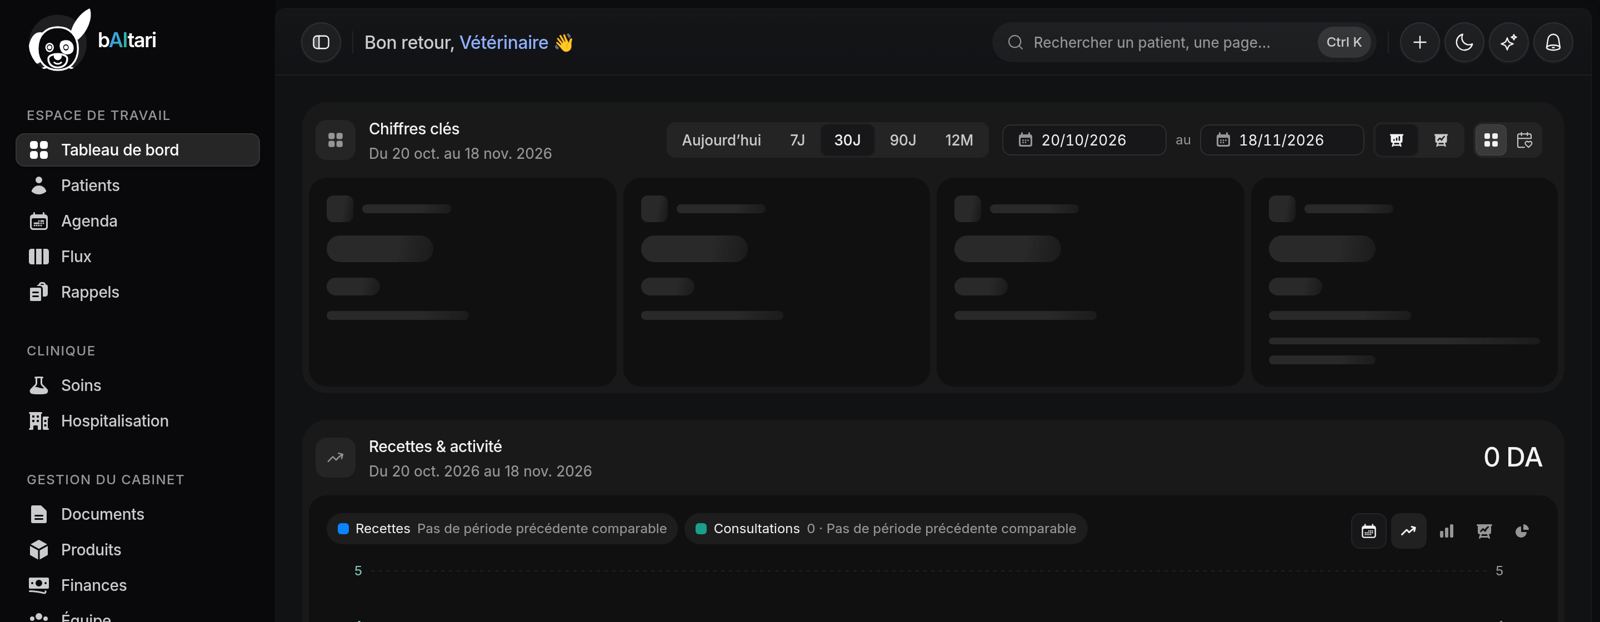 bAItari
Bon retour, Vétérinaire 👋
Rechercher un patient, une page...
Ctrl K
ESPACE DE TRAVAIL
Tableau de bord
Patients
Agenda
Flux
Rappels
CLINIQUE
Soins
Hospitalisation
GESTION DU CABINET
Documents
Produits
Finances
Équipe
Chiffres clés
Du 20 oct. au 18 nov. 2026
Aujourd'hui 7J 30J 90J 12M
20/10/2026 au 18/11/2026
Recettes & activité
Du 20 oct. 2026 au 18 nov. 2026
0 DA
Recettes Pas de période précédente comparable
Consultations 0 · Pas de période précédente comparable
5 5